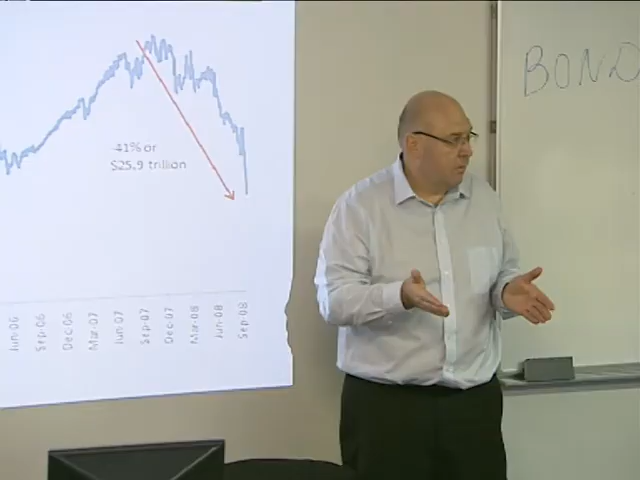 -41% or
$25.9 trillion
Jun-06
Sep-06
Dec-06
Mar-07
Jun-07
Sep-07
Dec-07
Mar-08
Jun-08
Sep-08
BOND